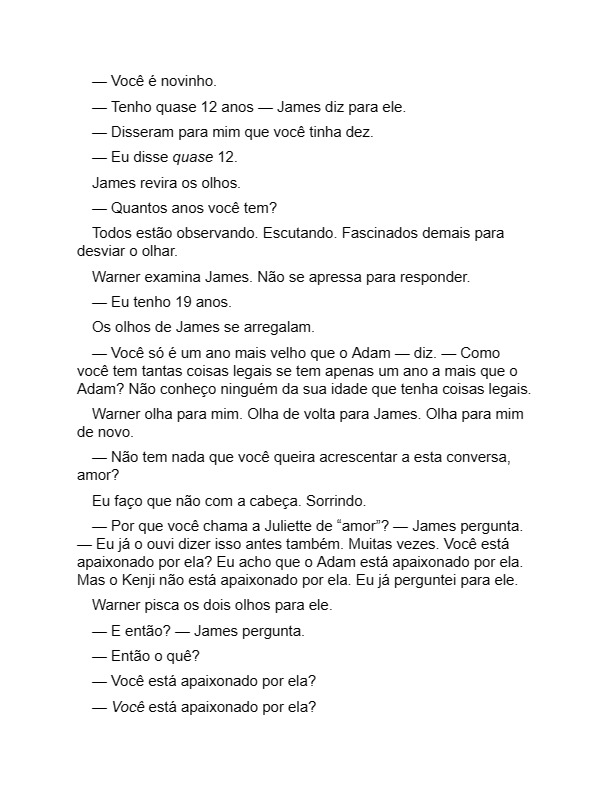 — Você é novinho.
— Tenho quase 12 anos — James diz para ele.
— Disseram para mim que você tinha dez.
— Eu disse quase 12.
James revira os olhos.
— Quantos anos você tem?
Todos estão observando. Escutando. Fascinados demais para
desviar o olhar.
Warner examina James. Não se apressa para responder.
— Eu tenho 19 anos.
Os olhos de James se arregalam.
— Você só é um ano mais velho que o Adam — diz. — Como
você tem tantas coisas legais se tem apenas um ano a mais que o
Adam? Não conheço ninguém da sua idade que tenha coisas legais.
Warner olha para mim. Olha de volta para James. Olha para mim
de novo.
— Não tem nada que você queira acrescentar a esta conversa,
amor?
Eu faço que não com a cabeça. Sorrindo.
— Por que você chama a Juliette de “amor”? — James pergunta.
— Eu já o ouvi dizer isso antes também. Muitas vezes. Você está
apaixonado por ela? Eu acho que o Adam está apaixonado por ela.
Mas o Kenji não está apaixonado por ela. Eu já perguntei para ele.
Warner pisca os dois olhos para ele.
— E então? — James pergunta.
— Então o quê?
— Você está apaixonado por ela?
— Você está apaixonado por ela?